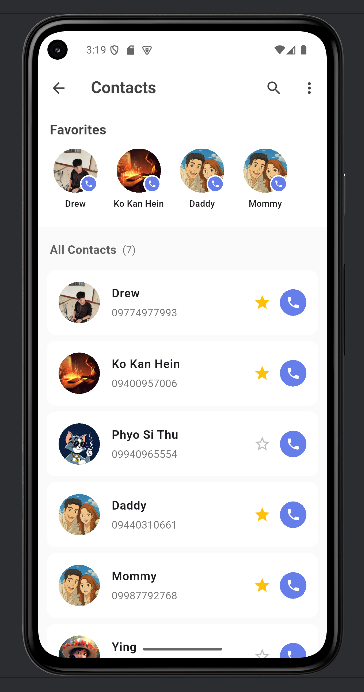 3:19
Contacts
Favorites
Drew
Ko Kan Hein
Daddy
Mommy
All Contacts (7)
Drew
09774977993
Ko Kan Hein
09400957006
Phyo Si Thu
09940965554
Daddy
09440310661
Mommy
09987792768
Ying